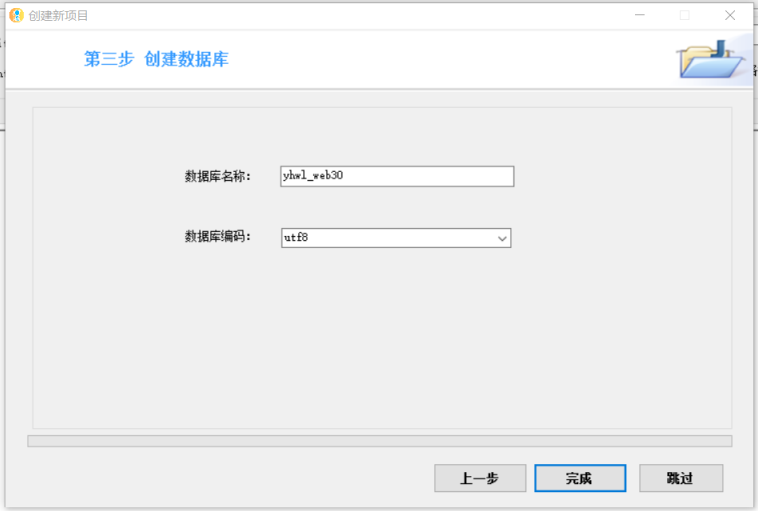 创建新项目
第三步 创建数据库
数据库名称： yhwl_web30
数据库编码： utf8
上一步 完成 跳过